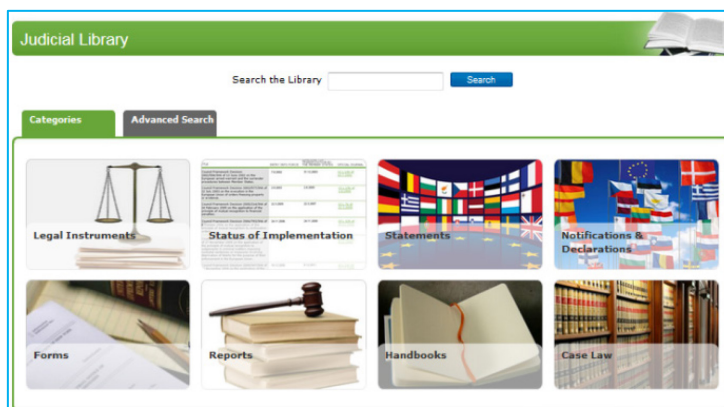 Judicial Library
Search the Library
Search
Categories
Advanced Search
Legal Instruments
Status of Implementation
Statements
Notifications &
Declarations
Forms
Reports
Handbooks
Case Law